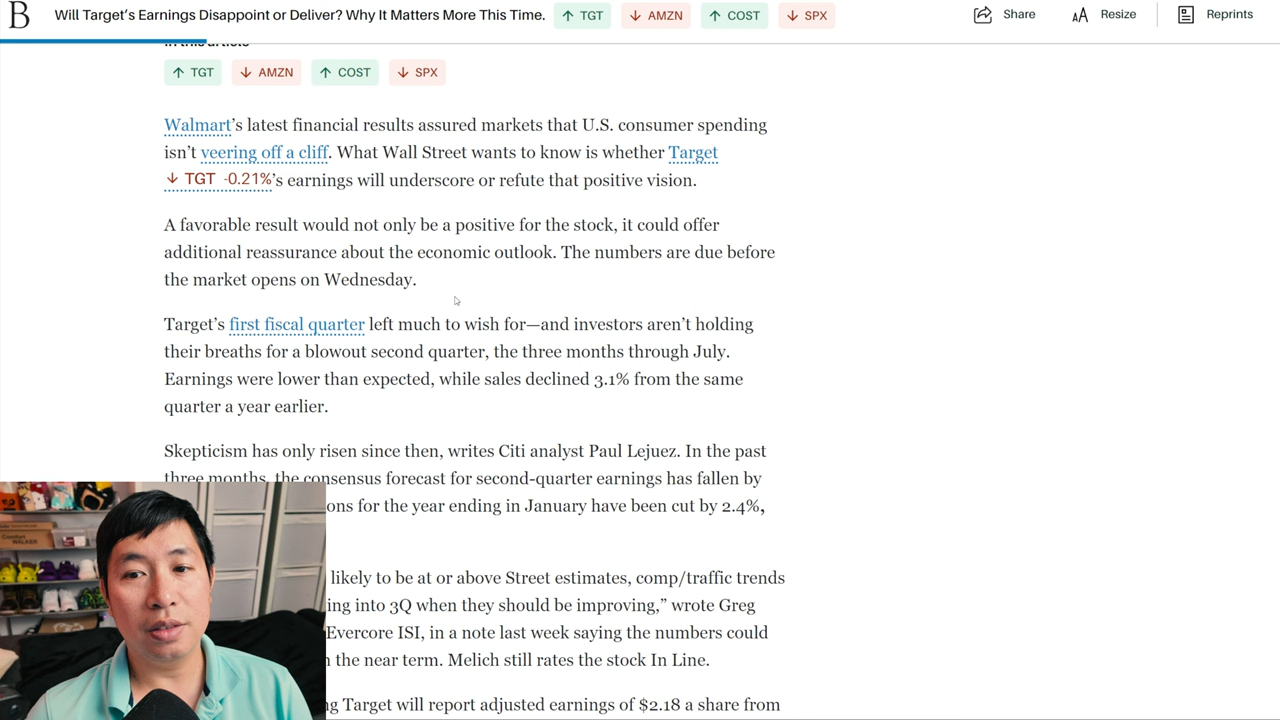 B Will Target's Earnings Disappoint or Deliver? Why It Matters More This Time. ↑ TGT ↓ AMZN ↑ COST ↓ SPX Share AA Resize Reprints
In this article
↑ TGT ↓ AMZN ↑ COST ↓ SPX
Walmart's latest financial results assured markets that U.S. consumer spending
isn't veering off a cliff. What Wall Street wants to know is whether Target
↓ TGT -0.21%'s earnings will underscore or refute that positive vision.
A favorable result would not only be a positive for the stock, it could offer
additional reassurance about the economic outlook. The numbers are due before
the market opens on Wednesday.
Target's first fiscal quarter left much to wish for—and investors aren't holding
their breaths for a blowout second quarter, the three months through July.
Earnings were lower than expected, while sales declined 3.1% from the same
quarter a year earlier.
Skepticism has only risen since then, writes Citi analyst Paul Lejuez. In the past
three months, the consensus forecast for second-quarter earnings has fallen by
ons for the year ending in January have been cut by 2.4%,
likely to be at or above Street estimates, comp/traffic trends
ing into 3Q when they should be improving,” wrote Greg
Evercore ISI, in a note last week saying the numbers could
the near term. Melich still rates the stock In Line.
g Target will report adjusted earnings of $2.18 a share from
Comfort
WALKER